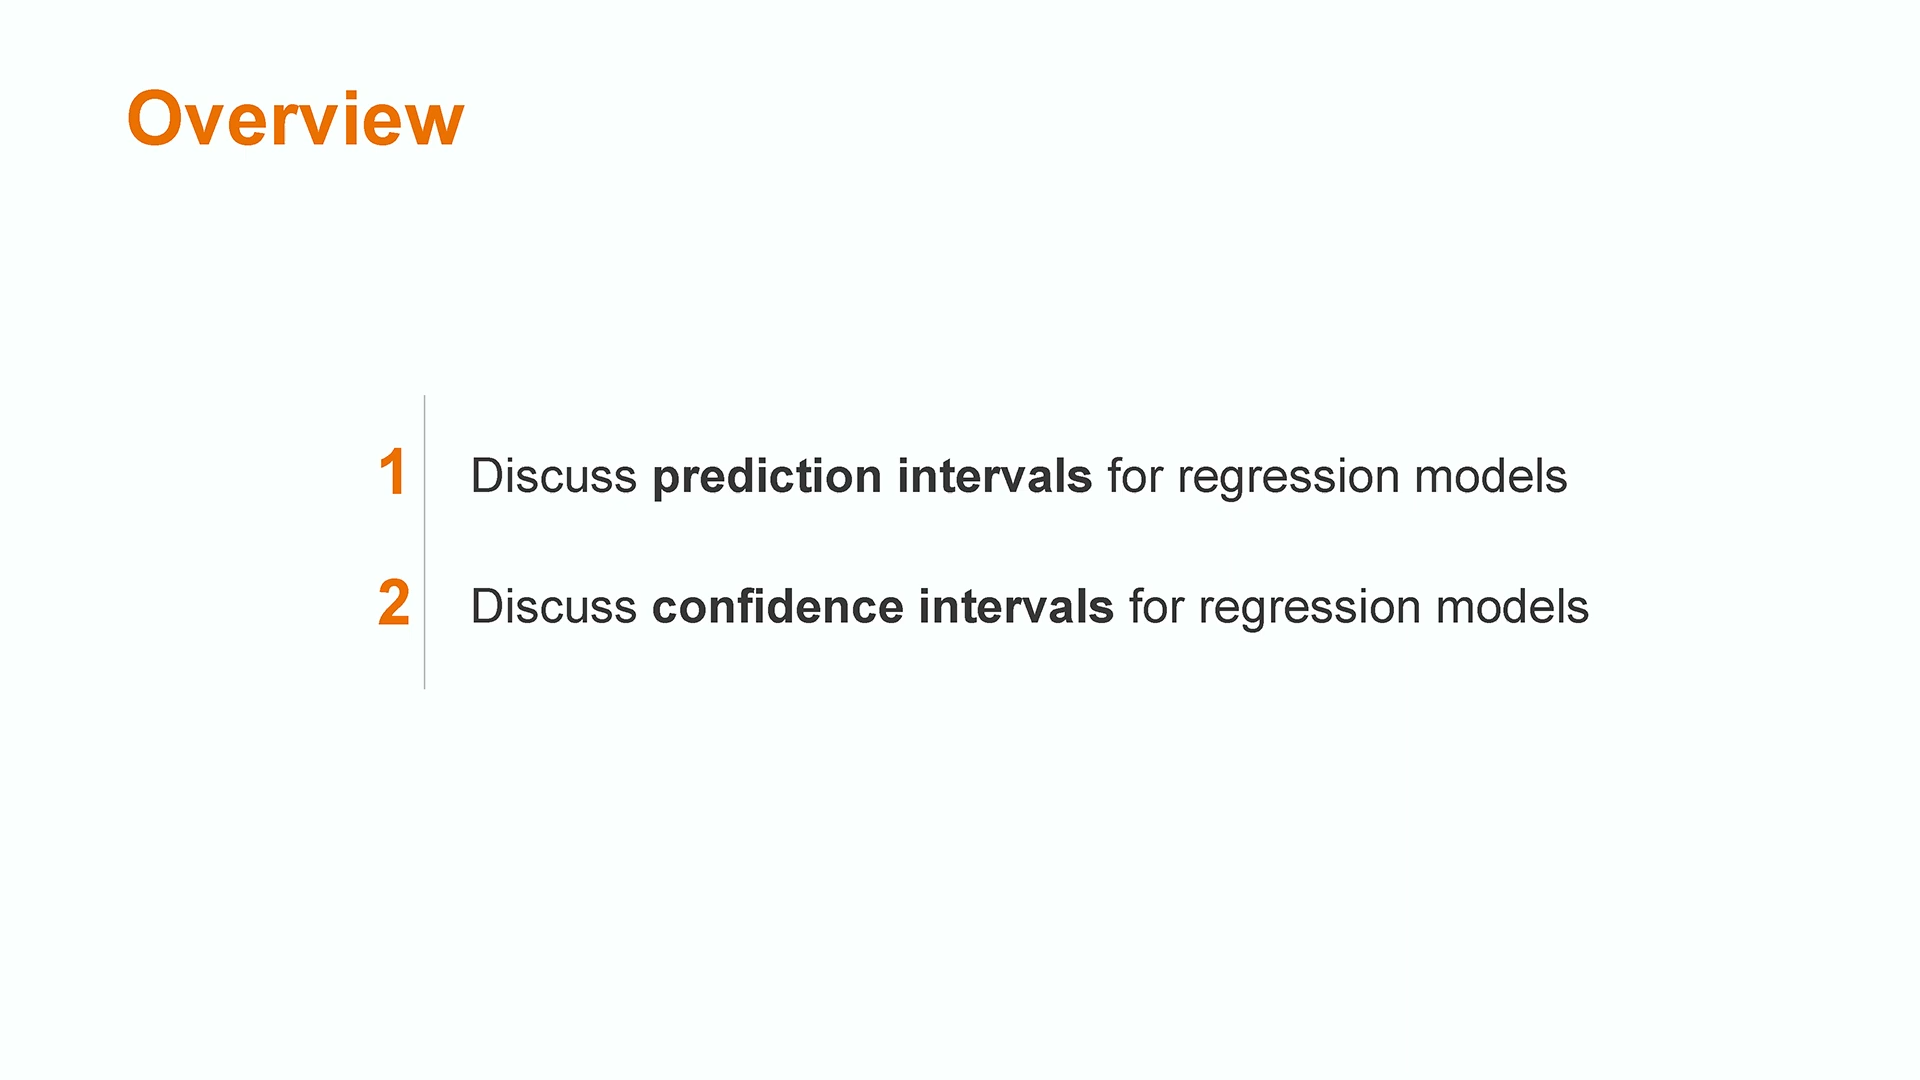 Overview
1 Discuss prediction intervals for regression models
2 Discuss confidence intervals for regression models